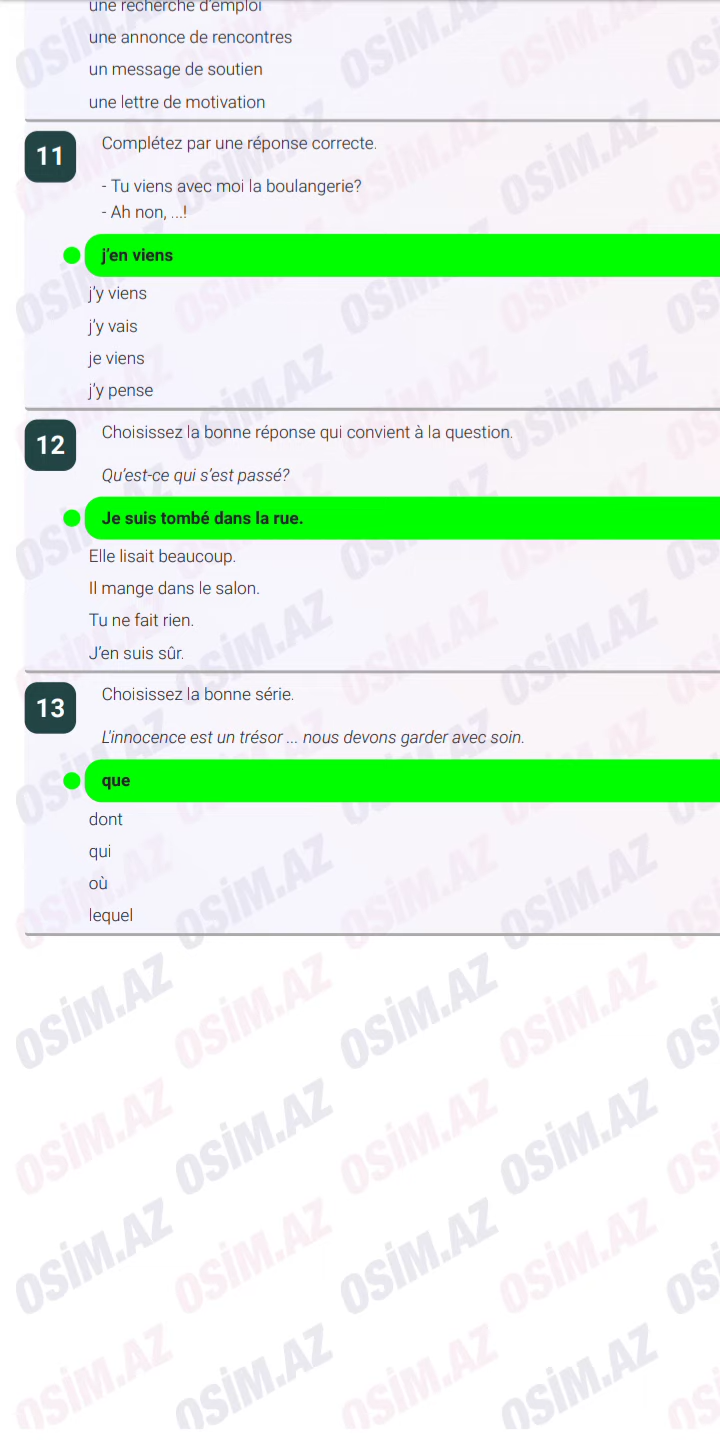 une recherche d'emploi
une annonce de rencontres
un message de soutien
une lettre de motivation
11
Complétez par une réponse correcte.
- Tu viens avec moi la boulangerie?
- Ah non, ...!
j'en viens
j'y viens
j'y vais
je viens
j'y pense
12
Choisissez la bonne réponse qui convient à la question.
Qu'est-ce qui s'est passé?
Je suis tombé dans la rue.
Elle lisait beaucoup.
Il mange dans le salon.
Tu ne fait rien.
J'en suis sûr.
13
Choisissez la bonne série.
L'innocence est un trésor ... nous devons garder avec soin.
que
dont
qui
où
lequel
OSİM.AZ